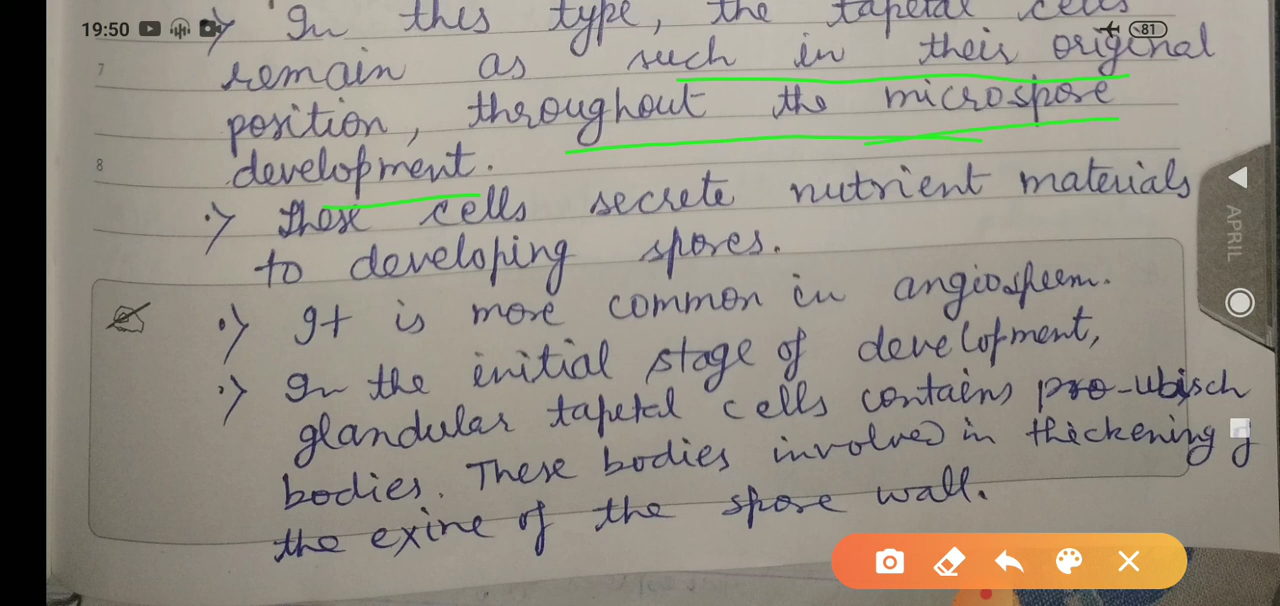 19:50
81
·> In this type, the tapetal cells
7
remain as such in their original
position, throughout the microspore
8
development.
·> These cells secrete nutrient materials
to developing spores.
APRIL
·> It is more common in angiosperm.
·> In the initial stage of development,
glandular tapetal cells contains pro-ubisch
bodies. These bodies involved in thickening of
the exine of the spore wall.